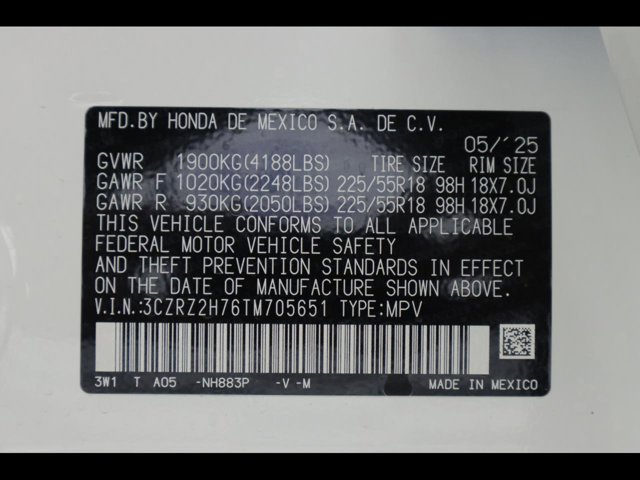 MFD.BY HONDA DE MEXICO S.A. DE C.V.
05/'25
GVWR 1900KG(4188LBS) TIRE SIZE RIM SIZE
GAWR F 1020KG(2248LBS) 225/55R18 98H 18X7.0J
GAWR R 930KG(2050LBS) 225/55R18 98H 18X7.0J
THIS VEHICLE CONFORMS TO ALL APPLICABLE
FEDERAL MOTOR VEHICLE SAFETY
AND THEFT PREVENTION STANDARDS IN EFFECT
ON THE DATE OF MANUFACTURE SHOWN ABOVE.
V.I.N.:3CZRZ2H76TM705651 TYPE:MPV
3W1 T A05 -NH883P -V -M MADE IN MEXICO